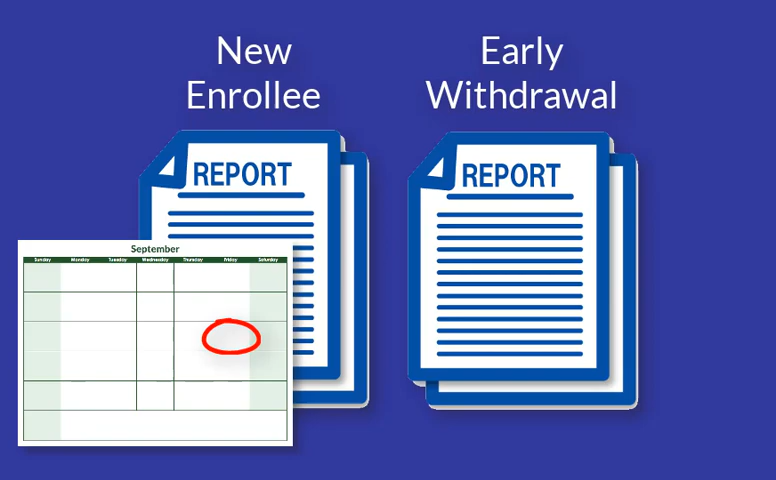 New
Enrollee
Early
Withdrawal
REPORT
REPORT
September
Sunday Monday Tuesday Wednesday Thursday Friday Saturday